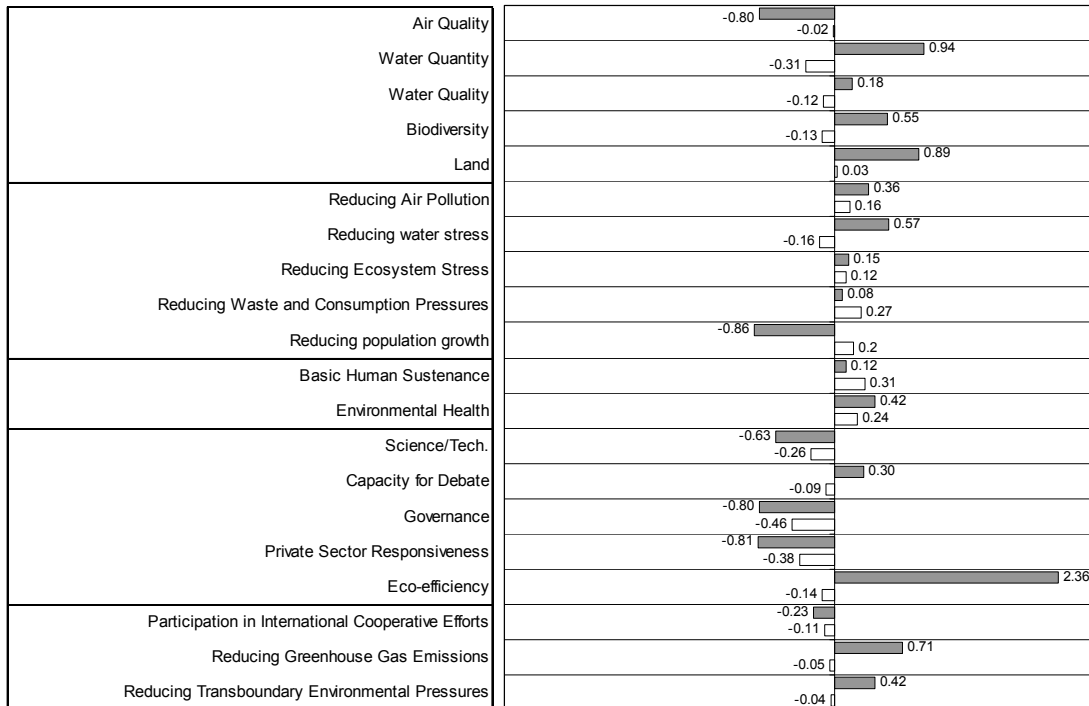 Air Quality
-0.80
-0.02
Water Quantity
0.94
-0.31
Water Quality
0.18
-0.12
Biodiversity
0.55
-0.13
Land
0.89
0.03
Reducing Air Pollution
0.36
0.16
Reducing water stress
0.57
-0.16
Reducing Ecosystem Stress
0.15
0.12
Reducing Waste and Consumption Pressures
0.08
0.27
Reducing population growth
-0.86
0.2
Basic Human Sustenance
0.12
0.31
Environmental Health
0.42
0.24
Science/Tech.
-0.63
-0.26
Capacity for Debate
0.30
-0.09
Governance
-0.80
-0.46
Private Sector Responsiveness
-0.81
-0.38
Eco-efficiency
2.36
-0.14
Participation in International Cooperative Efforts
-0.23
-0.11
Reducing Greenhouse Gas Emissions
0.71
-0.05
Reducing Transboundary Environmental Pressures
0.42
-0.04